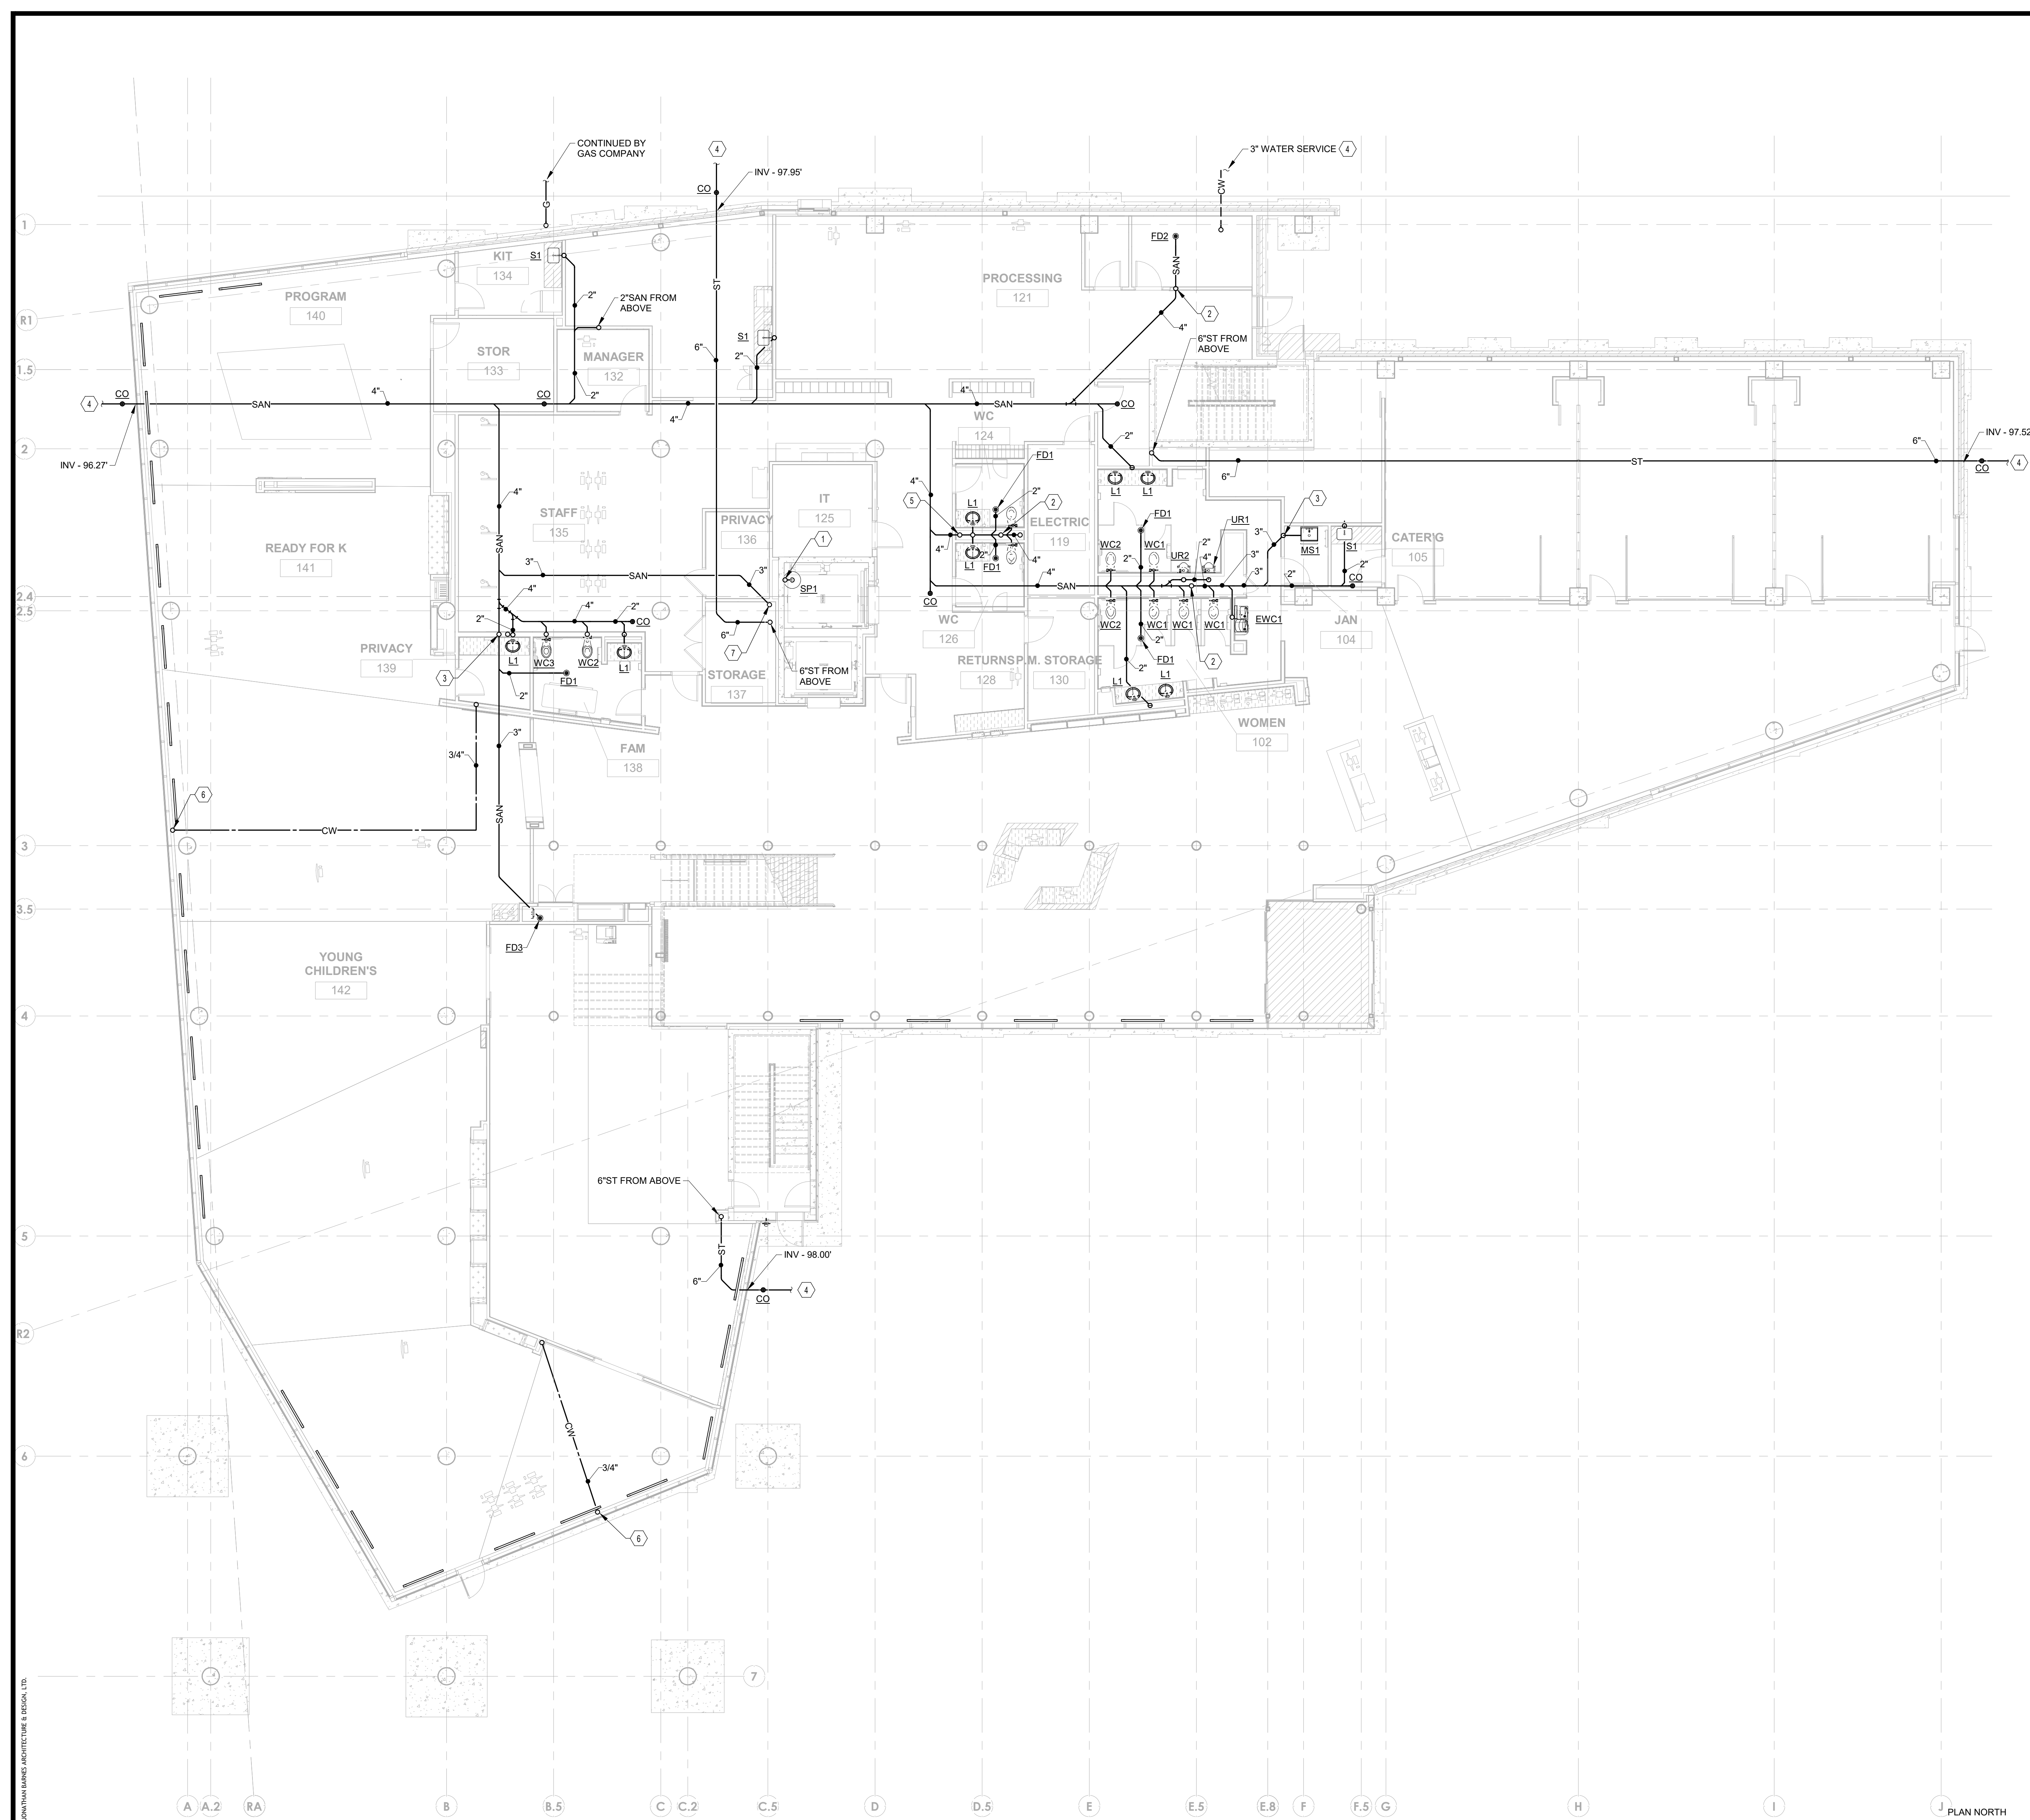 CONTINUED BY
GAS COMPANY
4
3" WATER SERVICE 4
INV - 97.95'
CO
G
CW
1
S1
KIT
134
FD2
SAN
ST
PROCESSING
121
PROGRAM
140
2"
2"SAN FROM
ABOVE
2
R1
4"
S1
6"ST FROM
ABOVE
STOR
133
MANAGER
132
6"
2"
1.5
2"
4
CO
SAN
4"
CO
4"
4"
SAN
CO
WC
124
INV - 97.52
2
INV - 96.27'
2"
FD1
6"
ST
6"
CO
4
4"
4"
2"
2
L1
L1
IT
125
5
L1
3
STAFF
135
PRIVACY
136
ELECTRIC
119
FD1
UR1
READY FOR K
141
SAN
1
4"
L1
2"
FD1
4"
WC2
WC1
UR2
3"
MS1
S1
CATER'G
105
3"
SAN
3"
SP1
2"
4"
3"
3"
2"
2"
CO
2.4
2.5
4"
4"
2"
CO
4"
SAN
CO
2"
6"
WC
126
WC2
WC1
WC1
WC1
EWC1
JAN
104
PRIVACY
139
L1
WC3
WC2
L1
7
2"
2"
FD1
2
3
2"
FD1
STORAGE
137
6"ST FROM
ABOVE
RETURNS
128
P.M. STORAGE
130
L1
L1
WOMEN
102
3/4"
3"
FAM
138
6
SAN
CW
3
3.5
FD3
YOUNG
CHILDREN'S
142
4
6"ST FROM ABOVE
5
ST
INV - 98.00'
6"
CO
4
R2
CW
6
3/4"
6
7
JONATHAN BARNES ARCHITECTURE & DESIGN, LTD.
A
A.2
RA
B
B.5
C
C.2
C.5
D
D.5
E
E.5
E.8
F
F.5
G
H
I
J
PLAN NORTH